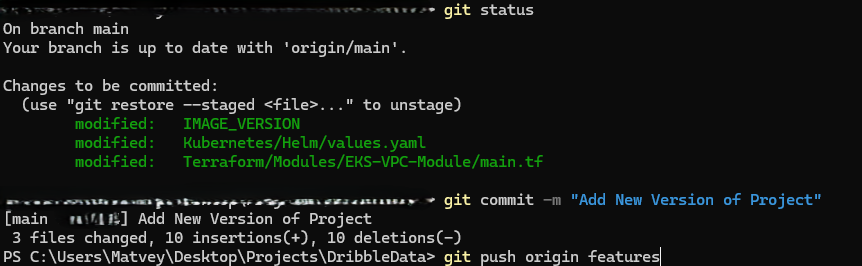 git status
On branch main
Your branch is up to date with 'origin/main'.
Changes to be committed:
(use "git restore --staged <file>..." to unstage)
modified: IMAGE_VERSION
modified: Kubernetes/Helm/values.yaml
modified: Terraform/Modules/EKS-VPC-Module/main.tf
git commit -m "Add New Version of Project"
[main ] Add New Version of Project
3 files changed, 10 insertions(+), 10 deletions(-)
PS C:\Users\Matvey\Desktop\Projects\DribbleData> git push origin features